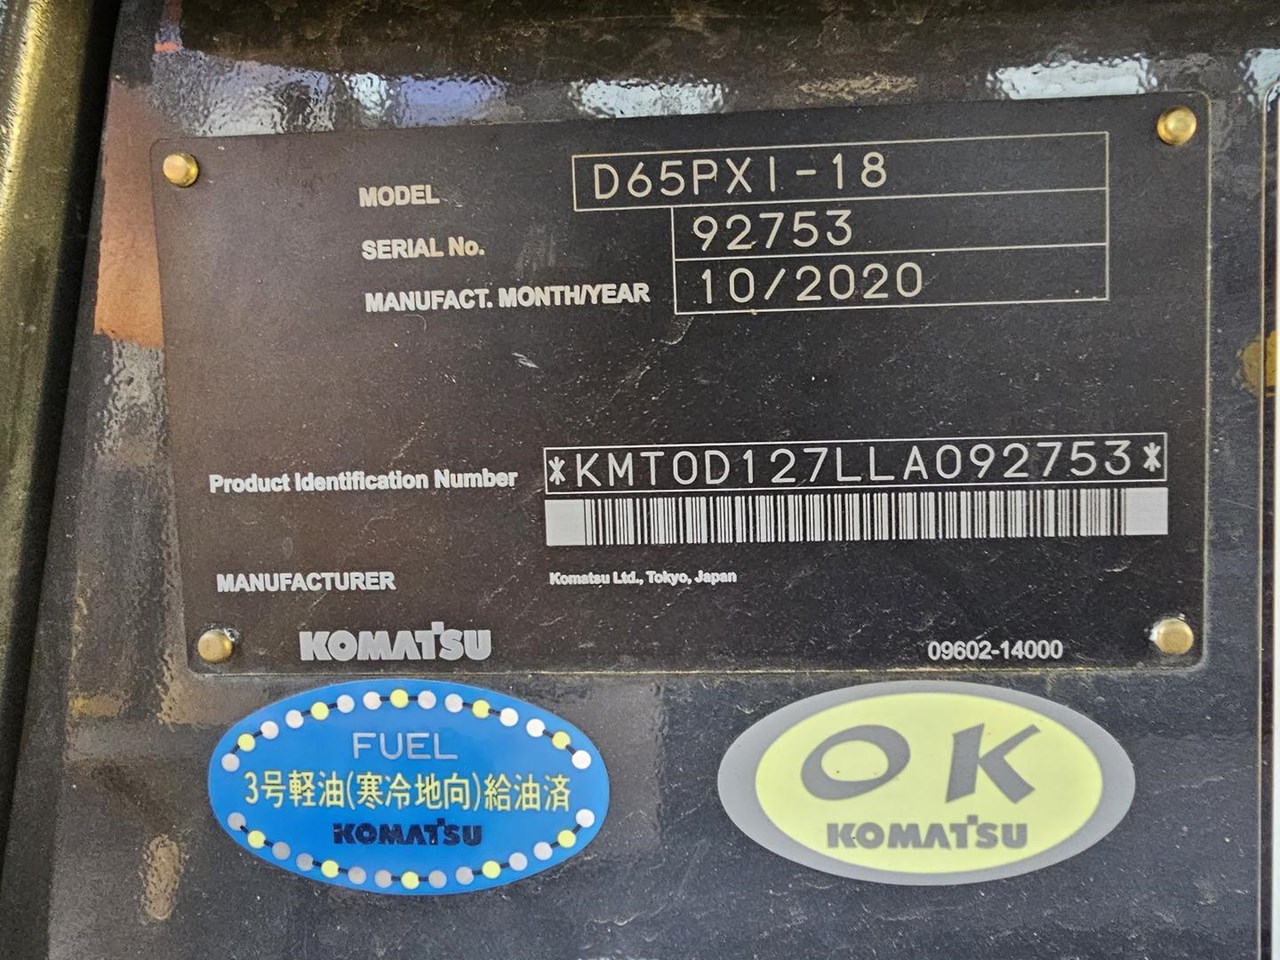 MODEL D65PXI-18
SERIAL No. 92753
MANUFACT. MONTH/YEAR 10/2020
Product Identification Number *KMT0D127LLA092753*
MANUFACTURER Komatsu Ltd., Tokyo, Japan
KOMATSU 09602-14000
FUEL
3号軽油(寒冷地向)給油済
KOMATSU
OK
KOMATSU